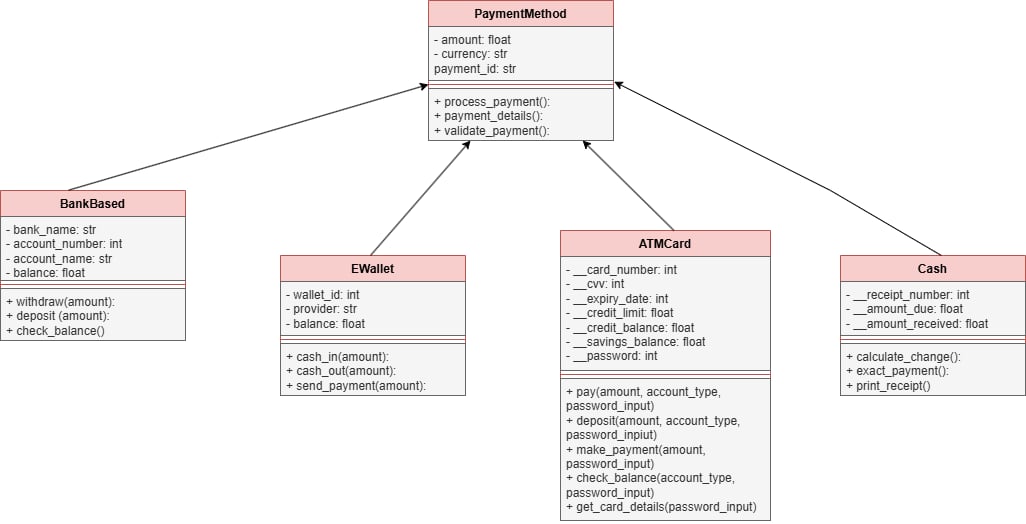 PaymentMethod
- amount: float
- currency: str
payment_id: str
+ process_payment():
+ payment_details():
+ validate_payment():
BankBased
- bank_name: str
- account_number: int
- account_name: str
- balance: float
+ withdraw(amount):
+ deposit (amount):
+ check_balance()
EWallet
- wallet_id: int
- provider: str
- balance: float
+ cash_in(amount):
+ cash_out(amount):
+ send_payment(amount):
ATMCard
- __card_number: int
- __cvv: int
- __expiry_date: int
- __credit_limit: float
- __credit_balance: float
- __savings_balance: float
- __password: int
+ pay(amount, account_type,
password_input)
+ deposit(amount, account_type,
password_inpiut)
+ make_payment(amount,
password_input)
+ check_balance(account_type,
password_input)
+ get_card_details(password_input)
Cash
- __receipt_number: int
- __amount_due: float
- __amount_received: float
+ calculate_change():
+ exact_payment():
+ print_receipt()